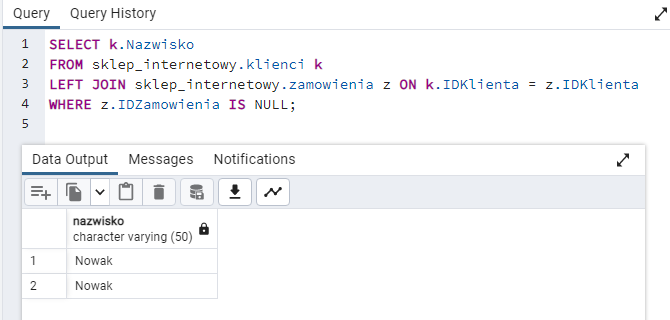 Query Query History
1 SELECT k.Nazwisko
2 FROM sklep_internetowy.klienci k
3 LEFT JOIN sklep_internetowy.zamowienia z ON k.IDKlienta = z.IDKlienta
4 WHERE z.IDZamowienia IS NULL;
5
Data Output Messages Notifications
nazwisko
character varying (50)
1 Nowak
2 Nowak